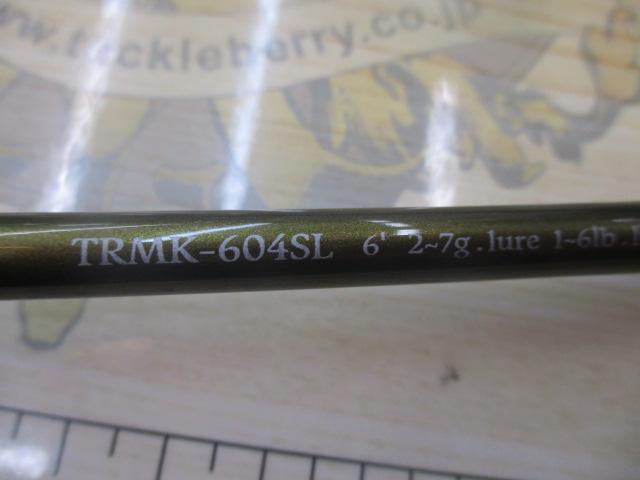 www.tackleberry.co.jp
TRMK-604SL 6' 2~7g.lure 1~6lb.